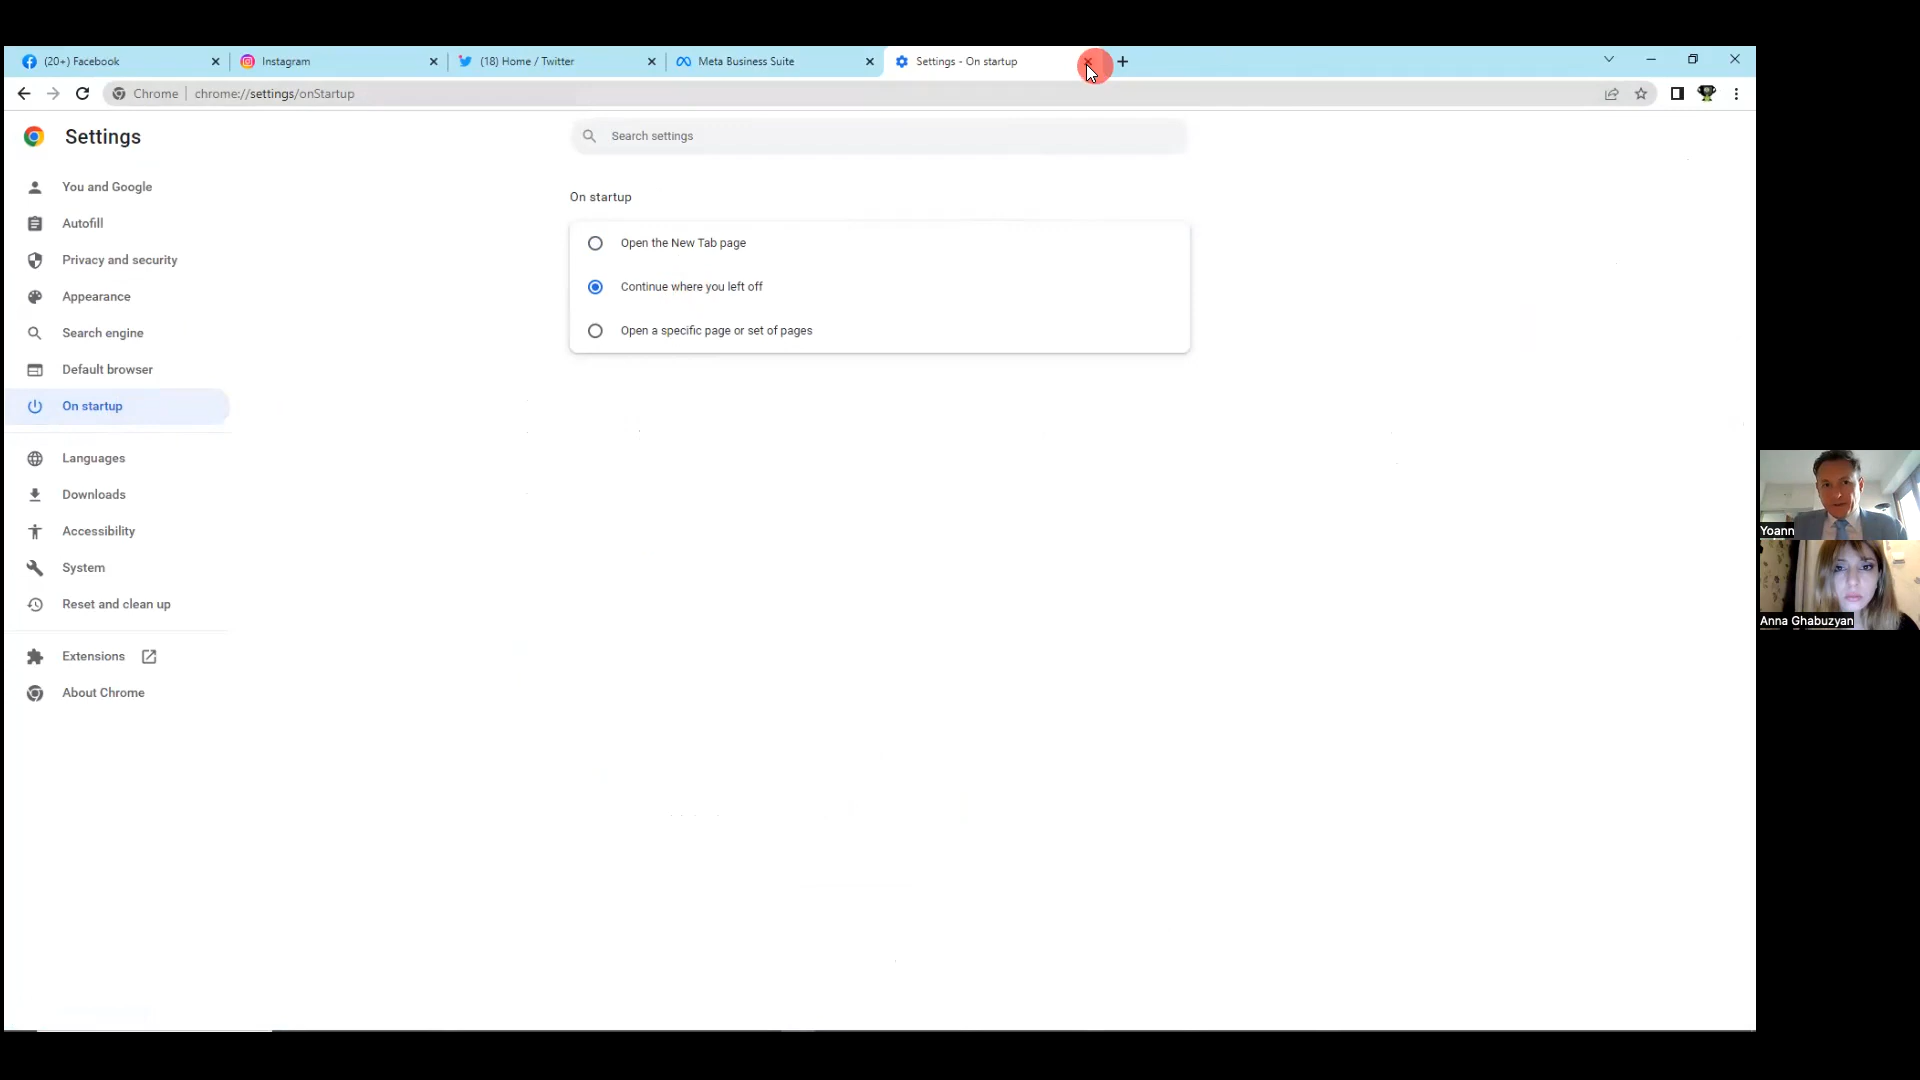 (20+) Facebook
Instagram
(18) Home / Twitter
Meta Business Suite
Settings - On startup
Chrome
chrome://settings/onStartup
Settings
Search settings
You and Google
Autofill
Privacy and security
Appearance
Search engine
Default browser
On startup
Languages
Downloads
Accessibility
System
Reset and clean up
Extensions
About Chrome
On startup
Open the New Tab page
Continue where you left off
Open a specific page or set of pages
Yoann
Anna Ghabuzyan